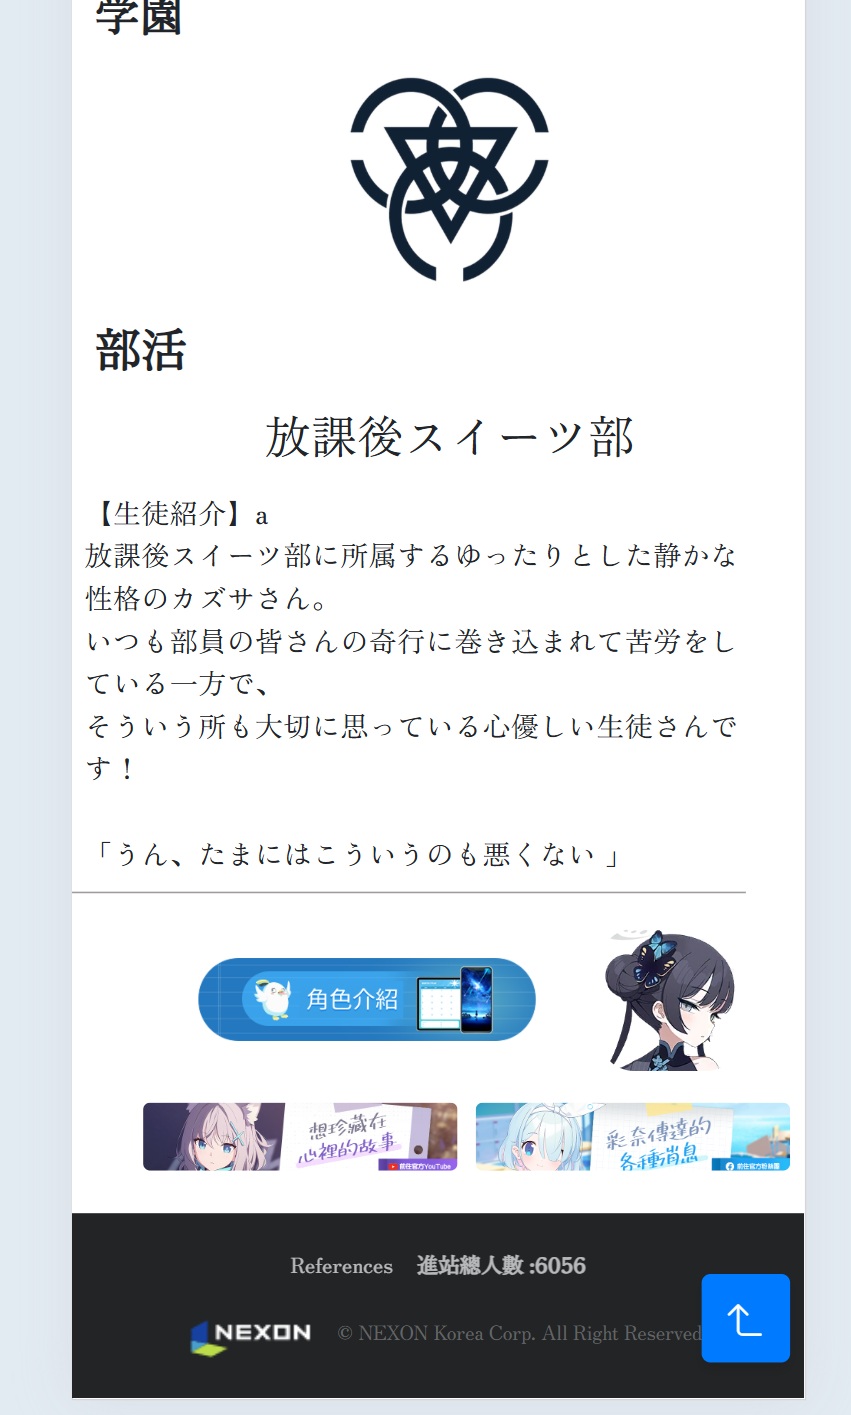 学園
部活
放課後スイーツ部
【生徒紹介】a
放課後スイーツ部に所属するゆったりとした静かな
性格のカズサさん。
いつも部員の皆さんの奇行に巻き込まれて苦労をし
ている一方で、
そういう所も大切に思っている心優しい生徒さんで
す！
「うん、たまにはこういうのも悪くない 」
角色介紹
想珍藏在
心裡的故事
前往官方YouTube
彩奈傳達的
各種消息
前往官方粉絲團
References 進站總人數 :6056
NEXON © NEXON Korea Corp. All Right Reserved